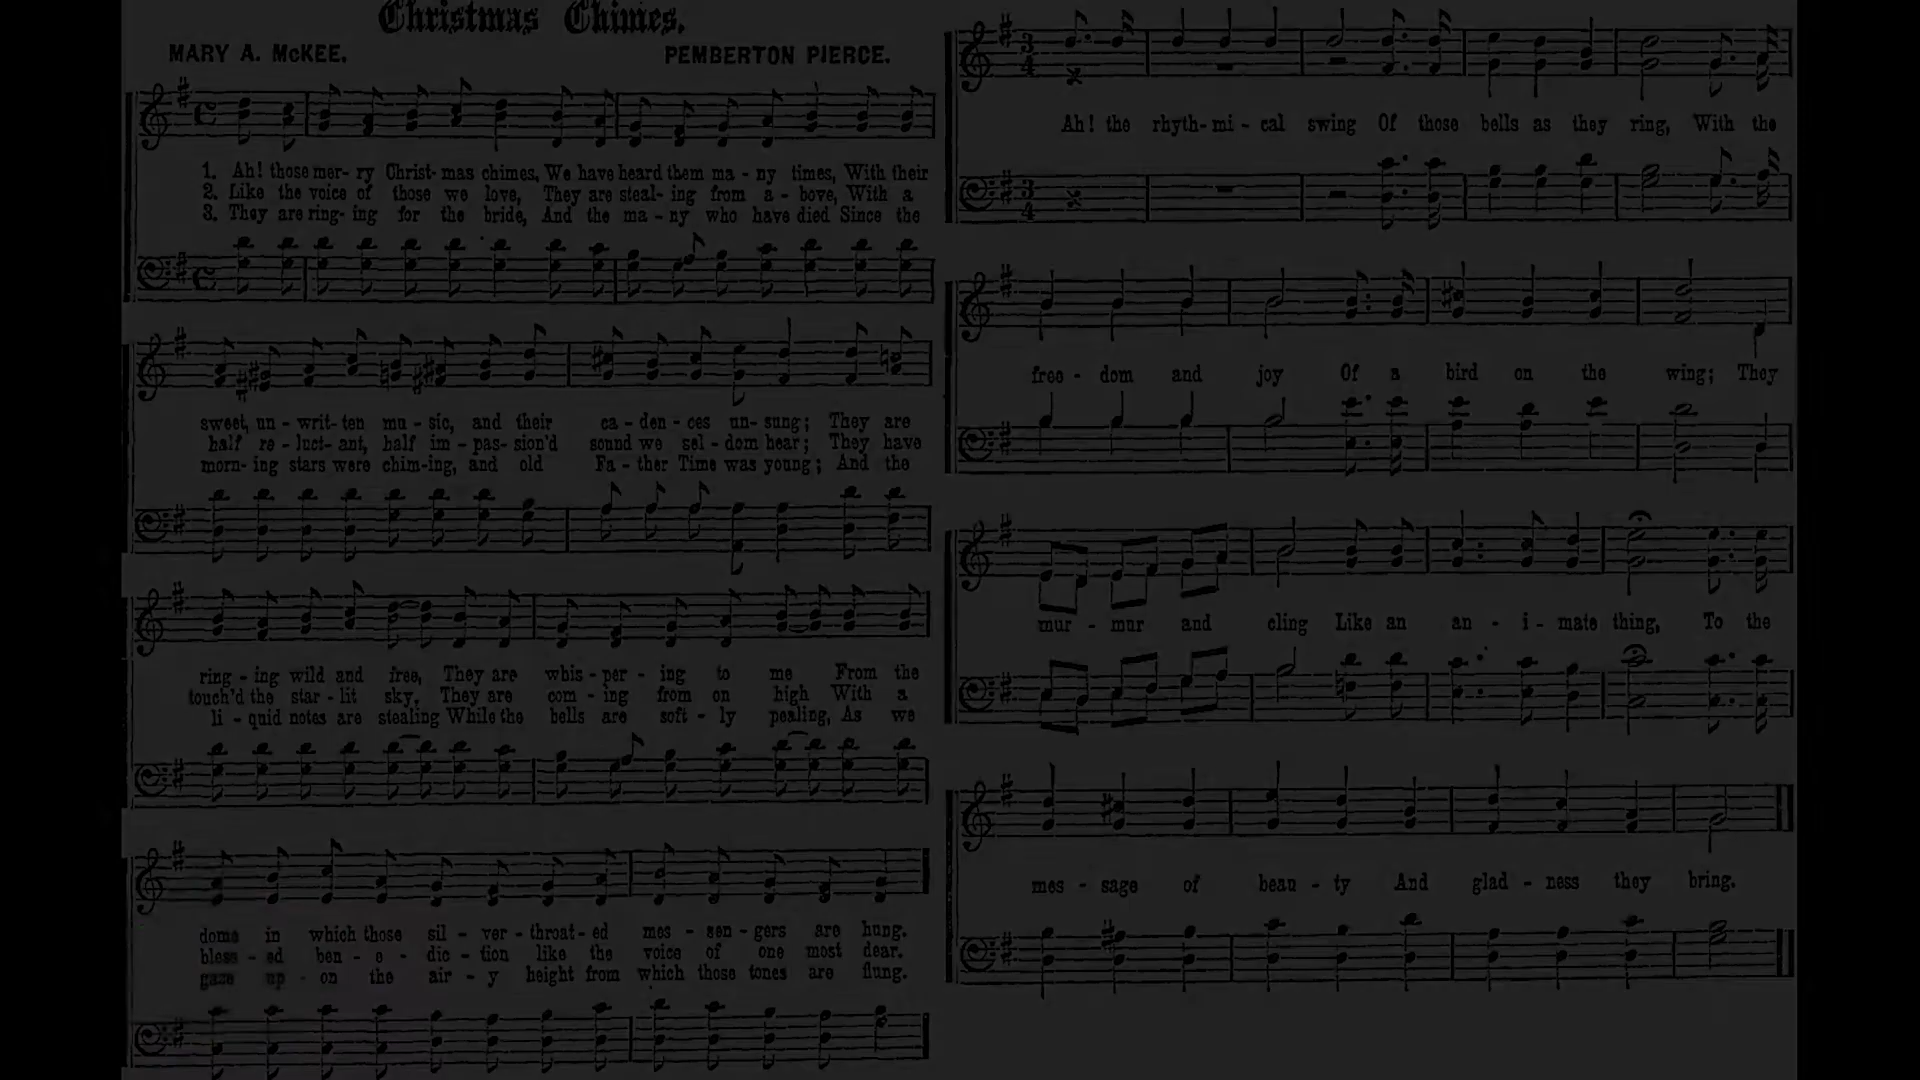 Christmas Chimes.
MARY A. McKEE. PEMBERTON PIERCE.
1. Ah! those mer- ry Christ- mas chimes, We have heard them ma - ny times, With their
2. Like the voice of those we love, They are steal- ing from a - bove, With a
3. They are ring- ing for the bride, And the ma - ny who have died Since the
sweet, un - writ- ten mu - sic, and their ca - den - ces un- sung; They are
half re - luct- ant, half im - pas- sion'd sound we sel - dom hear; They have
morn- ing stars were chim- ing, and old Fa - ther Time was young; And the
ring - ing wild and free, They are whis - per - ing to me From the
touch'd the star - lit sky, They are com - ing from on high With a
li - quid notes are stealing While the bells are soft - ly pealing, As we
dome in which those sil - ver - throat- ed mes - sen - gers are hung.
bless - ed ben - e - dic - tion like the voice of one most dear.
gaze up - on the air - y height from which those tones are flung.
3/4 Ah! the rhyth- mi - cal swing Of those bells as they ring, With the
3/4
free - dom and joy Of a bird on the wing; They
mur - mur and cling Like an an - i - mate thing, To the
mes - sage of beau - ty And glad - ness they bring.